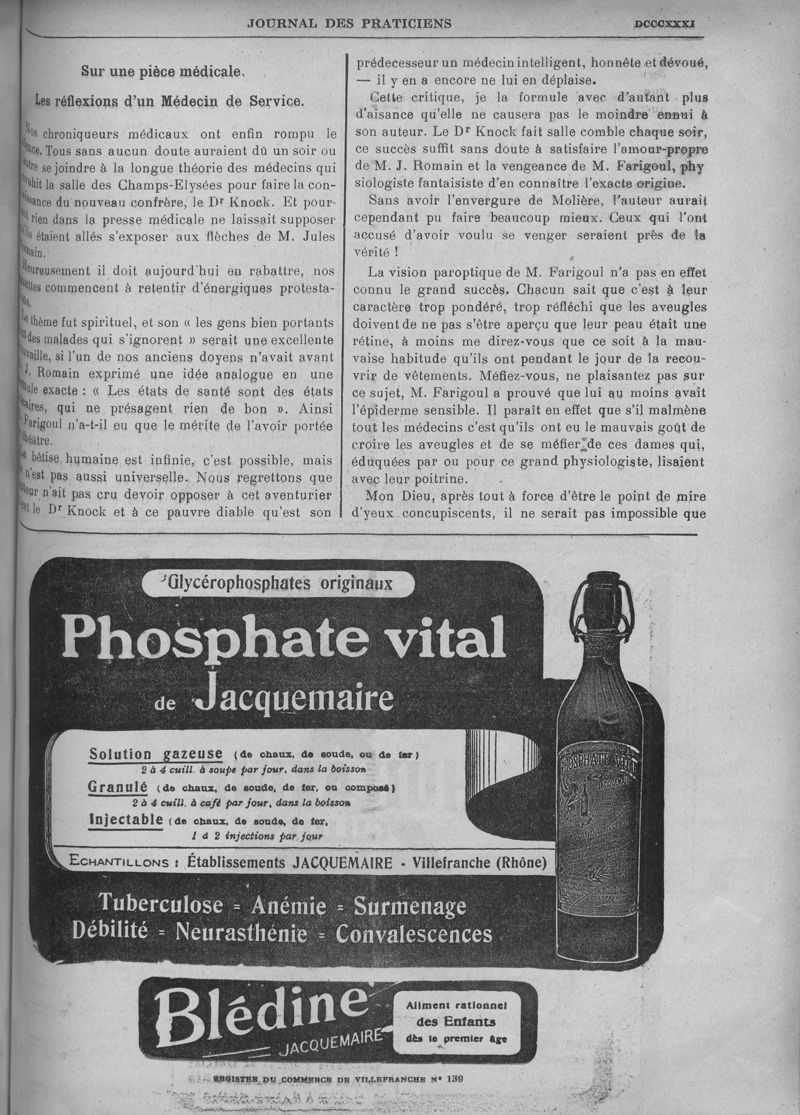 JOURNAL DES PRATICIENS
DCCCXXXI
Sur une pièce médicale.
Les réflexions d'un Médecin de Service.
Nos chroniqueurs médicaux ont enfin rompu le
Tous sans aucun doute auraient dû un soir ou
se joindre à la longue théorie des médecins qui
la salle des Champs-Elysées pour faire la con-
du nouveau confrère, le Dr Knock. Et pour-
rien dans la presse médicale ne laissait supposer
étaient allés s'exposer aux flèches de M. Jules
Heureusement il doit aujourd'hui en rabattre, nos
commencent à retentir d'énergiques protesta-
Le thème fut spirituel, et son « les gens bien portants
des malades qui s'ignorent » serait une excellente
si l'un de nos anciens doyens n'avait avant
J. Romain exprimé une idée analogue en une
exacte : « Les états de santé sont des états
qui ne présagent rien de bon ». Ainsi
Farigoul n'a-t-il eu que le mérite de l'avoir portée
théâtre.
La bêtise humaine est infinie, c'est possible, mais
n'est pas aussi universelle. Nous regrettons que
n'ait pas cru devoir opposer à cet aventurier
le Dr Knock et à ce pauvre diable qu'est son
prédecesseur un médecin intelligent, honnête et dévoué,
— il y en a encore ne lui en déplaise.
Cette critique, je la formule avec d'autant plus
d'aisance qu'elle ne causera pas le moindre ennui à
son auteur. Le Dr Knock fait salle comble chaque soir,
ce succès suffit sans doute à satisfaire l'amour-propre
de M. J. Romain et la vengeance de M. Farigoul, phy
siologiste fantaisiste d'en connaître l'exacte origine.
Sans avoir l'envergure de Molière, l'auteur aurait
cependant pu faire beaucoup mieux. Ceux qui l'ont
accusé d'avoir voulu se venger seraient près de la
vérité !
La vision paroptique de M. Farigoul n'a pas en effet
connu le grand succès. Chacun sait que c'est à leur
caractère trop pondéré, trop réfléchi que les aveugles
doivent de ne pas s'être aperçu que leur peau était une
rétine, à moins me direz-vous que ce soit à la mau-
vaise habitude qu'ils ont pendant le jour de la recou-
vrir de vêtements. Méfiez-vous, ne plaisantez pas sur
ce sujet, M. Farigoul a prouvé que lui au moins avait
l'épiderme sensible. Il paraît en effet que s'il malmène
tout les médecins c'est qu'ils ont eu le mauvais goût de
croire les aveugles et de se méfier de ces dames qui,
éduquées par ou pour ce grand physiologiste, lisaient
avec leur poitrine.
Mon Dieu, après tout à force d'être le point de mire
d'yeux concupiscents, il ne serait pas impossible que
Glycérophosphates originaux
Phosphate vital
de Jacquemaire
Solution gazeuse (de chaux, de soude, ou de fer)
2 à 4 cuill. à soupe par jour, dans la boisson
Granulé (de chaux, de soude, de fer, ou composé)
2 à 4 cuill. à café par jour, dans la boisson
Injectable (de chaux, de soude, de fer,
1 à 2 injections par jour
ECHANTILLONS : Établissements JACQUEMAIRE - Villefranche (Rhône)
Tuberculose = Anémie = Surmenage
Débilité = Neurasthénie = Convalescences
PHOSPHATE VITAL
Blédine
JACQUEMAIRE
Aliment rationnel
des Enfants
dès le premier âge
REGISTRE DU COMMERCE DE VILLEFRANCHE N° 139